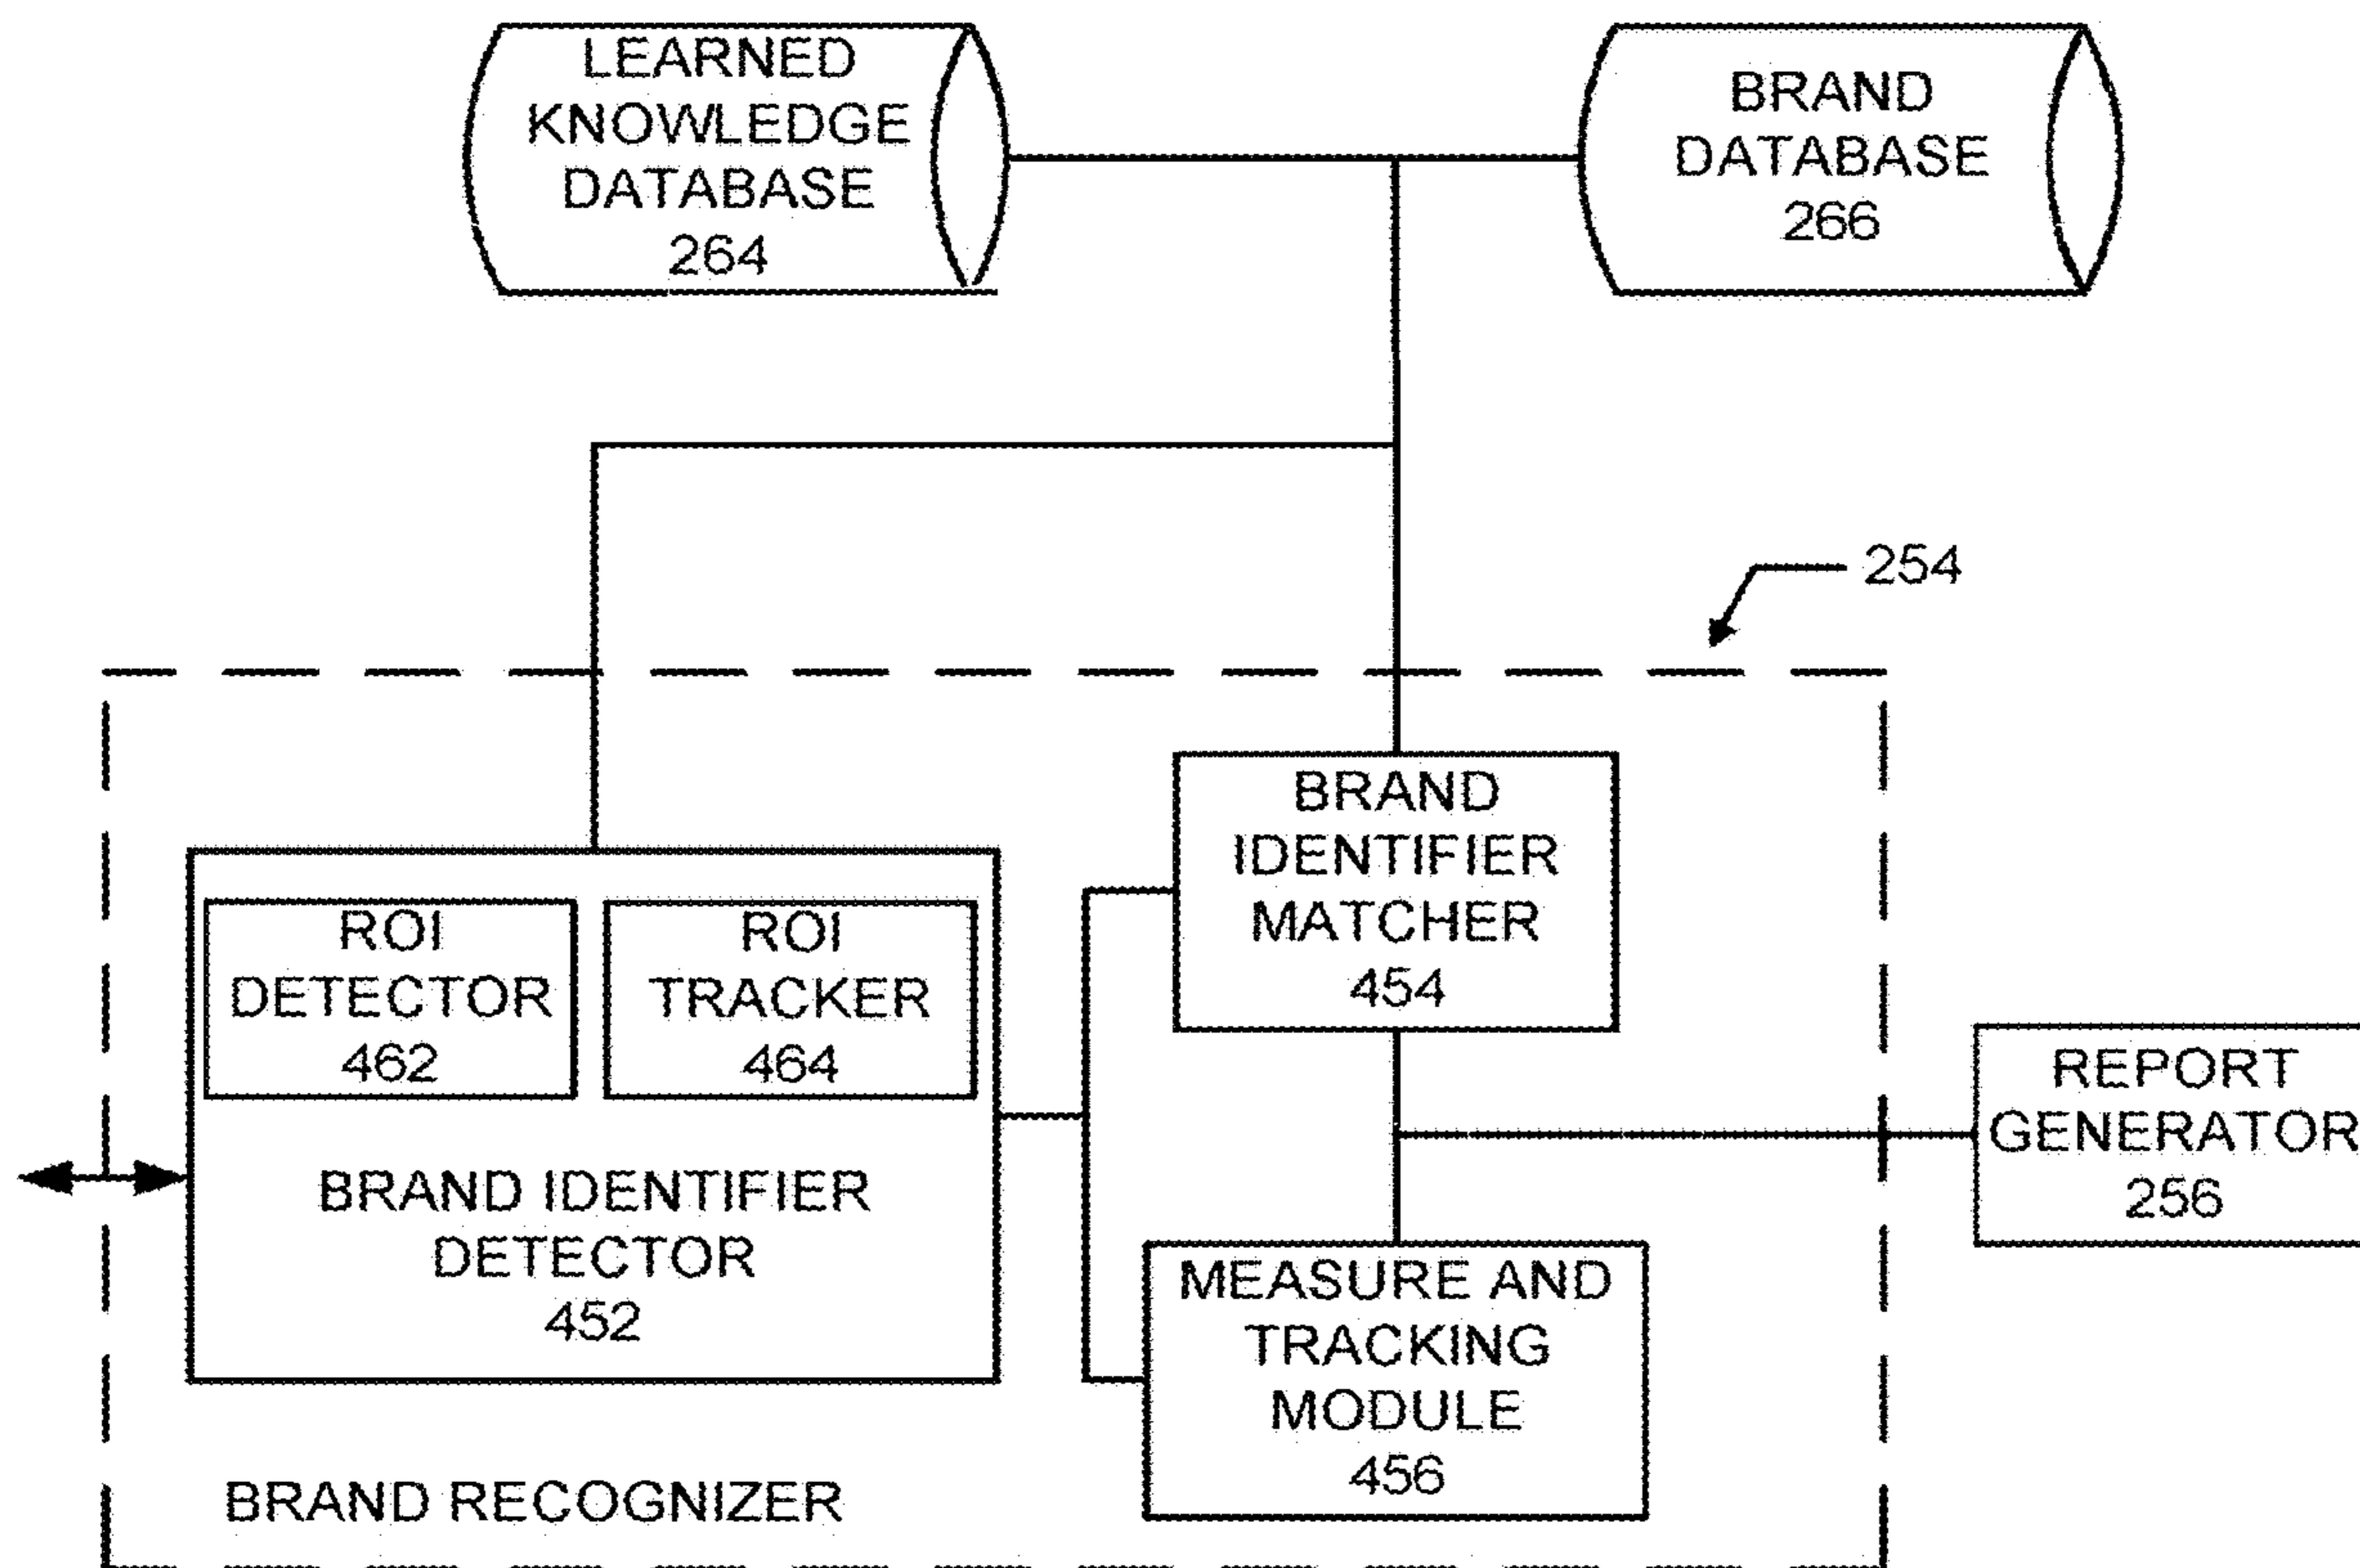 LEARNED
KNOWLEDGE
DATABASE
264
BRAND
DATABASE
266
254
BRAND
IDENTIFIER
MATCHER
454
ROI
DETECTOR
462
ROI
TRACKER
464
BRAND IDENTIFIER
DETECTOR
452
REPORT
GENERATOR
256
MEASURE AND
TRACKING
MODULE
456
BRAND RECOGNIZER